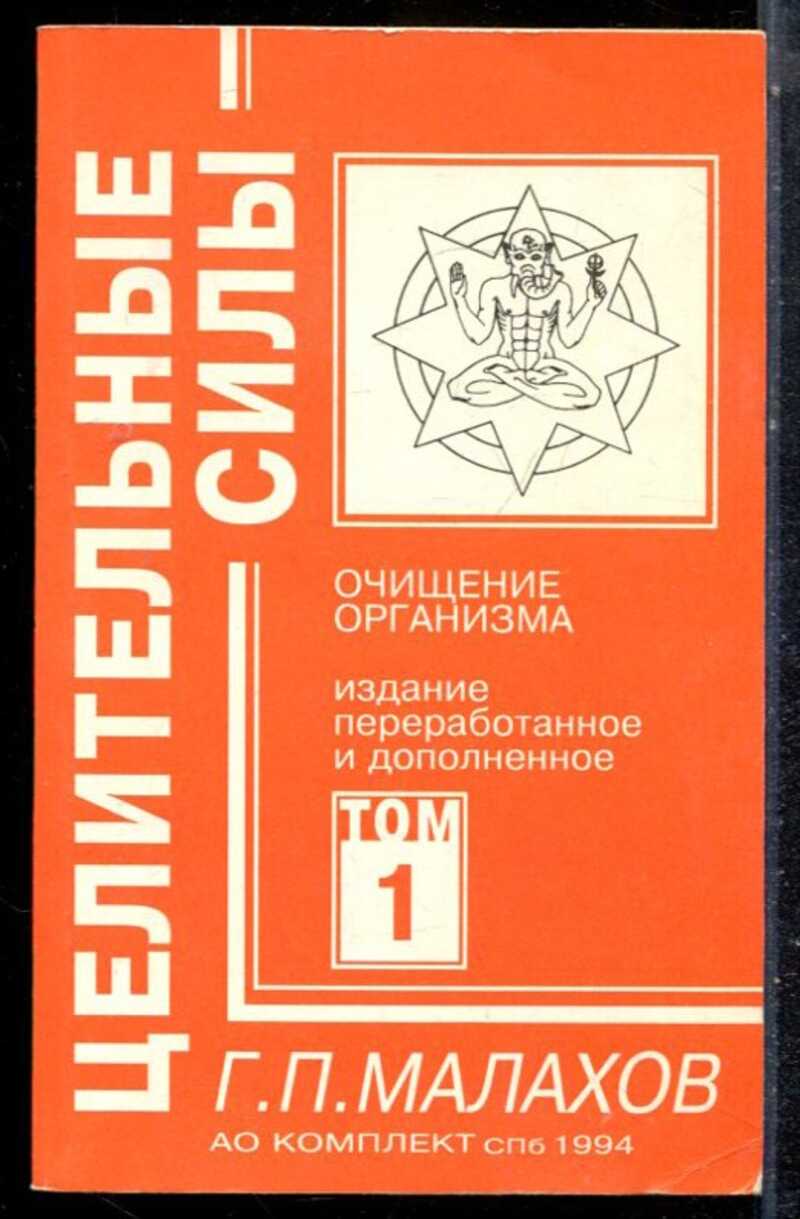 ЦЕЛИТЕЛЬНЫЕ
СИЛЫ
ОЧИЩЕНИЕ
ОРГАНИЗМА
издание
переработанное
и дополненное
ТОМ
1
Г.П.МАЛАХОВ
АО КОМПЛЕКТ СПб 1994